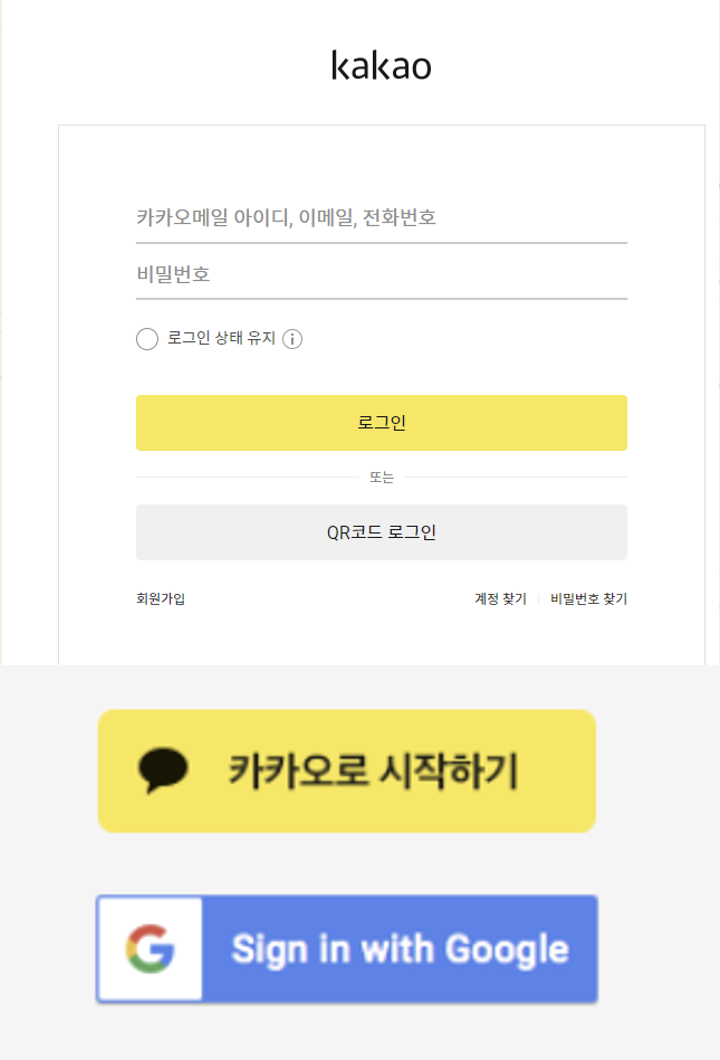 kakao
카카오메일 아이디, 이메일, 전화번호
비밀번호
로그인 상태 유지
로그인
또는
QR코드 로그인
회원가입 계정 찾기 비밀번호 찾기
카카오로 시작하기
G Sign in with Google